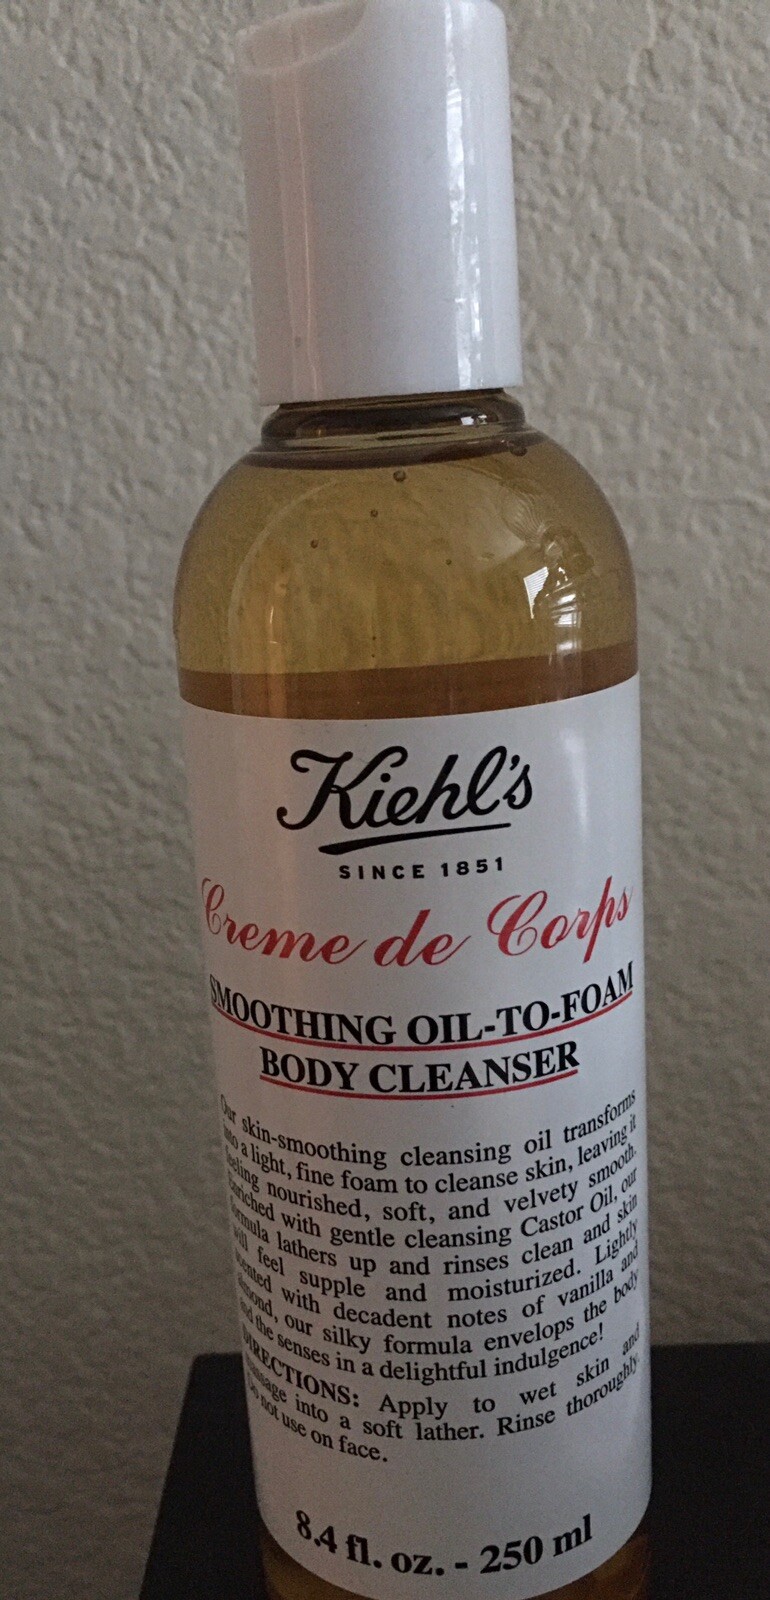 Kiehl's
SINCE 1851
Creme de Corps
SMOOTHING OIL-TO-FOAM
BODY CLEANSER
Our skin-smoothing cleansing oil transforms
into a light, fine foam to cleanse skin, leaving it
feeling nourished, soft, and velvety smooth.
Enriched with gentle cleansing Castor Oil, our
formula lathers up and rinses clean and skin
will feel supple and moisturized. Lightly
scented with decadent notes of vanilla and
almond, our silky formula envelops the body
and the senses in a delightful indulgence!
DIRECTIONS: Apply to wet skin and
massage into a soft lather. Rinse thoroughly.
Do not use on face.
8.4 fl. oz. - 250 ml